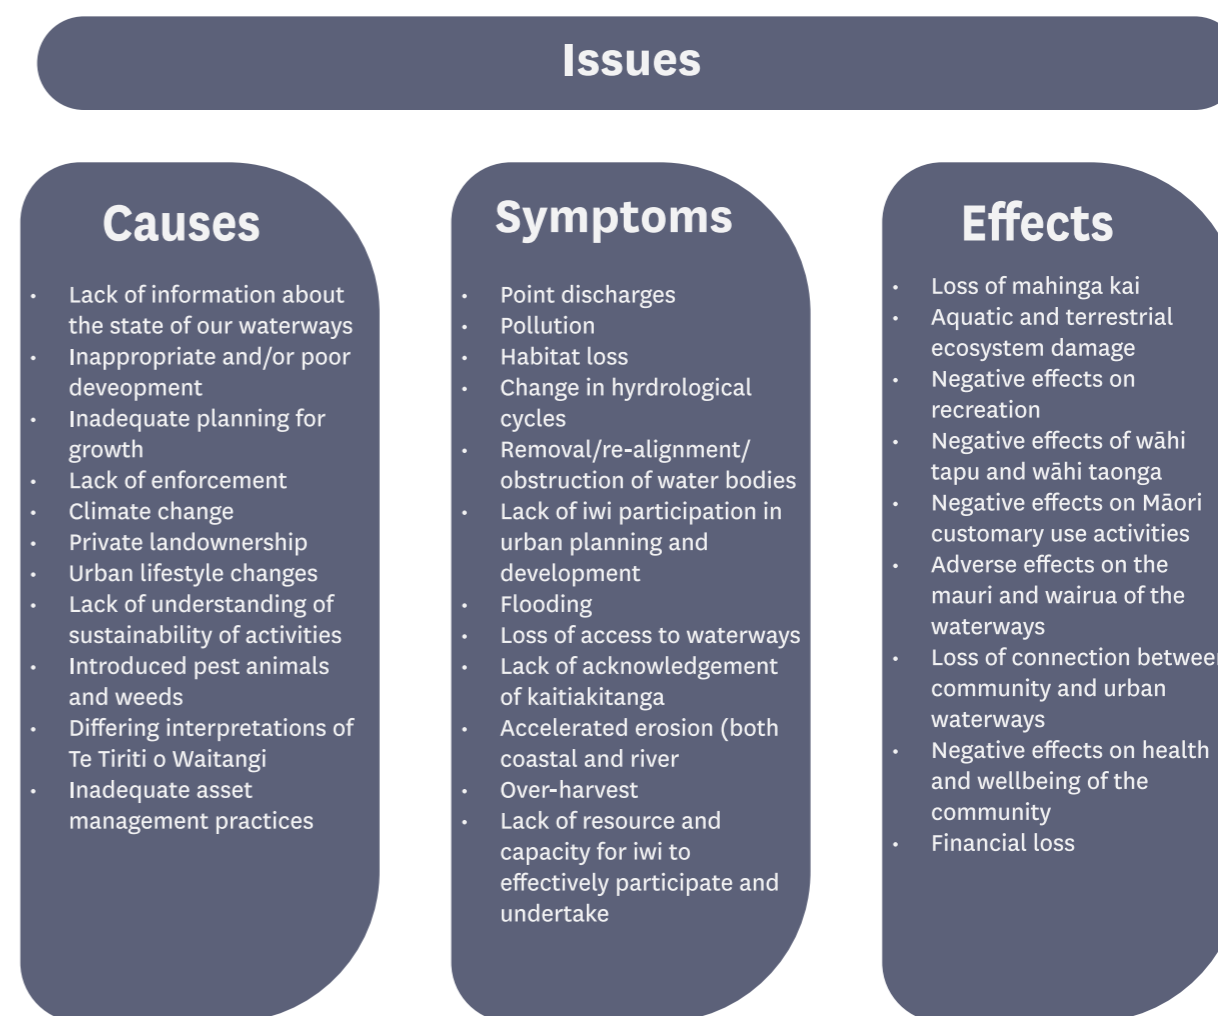 Issues
Causes
• Lack of information about
the state of our waterways
• Inappropriate and/or poor
deveopment
• Inadequate planning for
growth
• Lack of enforcement
• Climate change
• Private landownership
• Urban lifestyle changes
• Lack of understanding of
sustainability of activities
• Introduced pest animals
and weeds
• Differing interpretations of
Te Tiriti o Waitangi
• Inadequate asset
management practices
Symptoms
• Point discharges
• Pollution
• Habitat loss
• Change in hyrdrological
cycles
• Removal/re-alignment/
obstruction of water bodies
• Lack of iwi participation in
urban planning and
development
• Flooding
• Loss of access to waterways
• Lack of acknowledgement
of kaitiakitanga
• Accelerated erosion (both
coastal and river
• Over-harvest
• Lack of resource and
capacity for iwi to
effectively participate and
undertake
Effects
• Loss of mahinga kai
• Aquatic and terrestrial
ecosystem damage
• Negative effects on
recreation
• Negative effects of wāhi
tapu and wāhi taonga
• Negative effects on Māori
customary use activities
• Adverse effects on the
mauri and wairua of the
waterways
• Loss of connection between
community and urban
waterways
• Negative effects on health
and wellbeing of the
community
• Financial loss